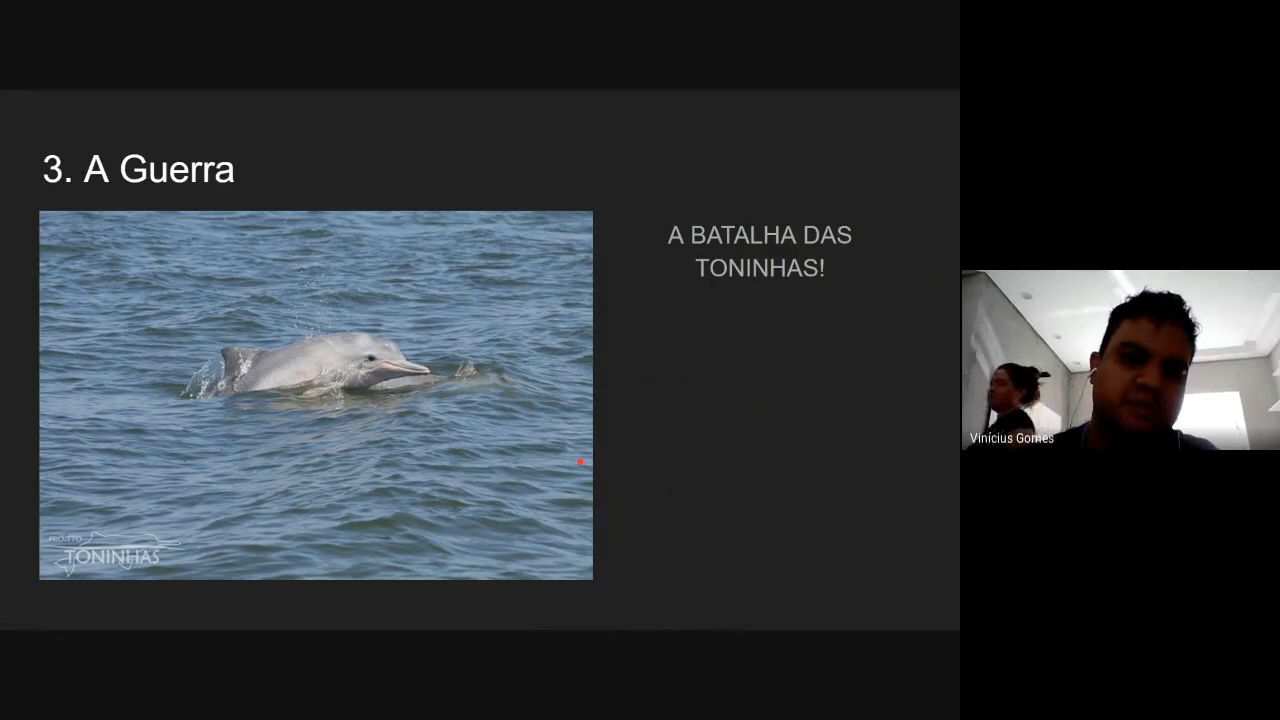 3. A Guerra
A BATALHA DAS
TONINHAS!
Vinícius Gomes
PROJETO
TONINHAS